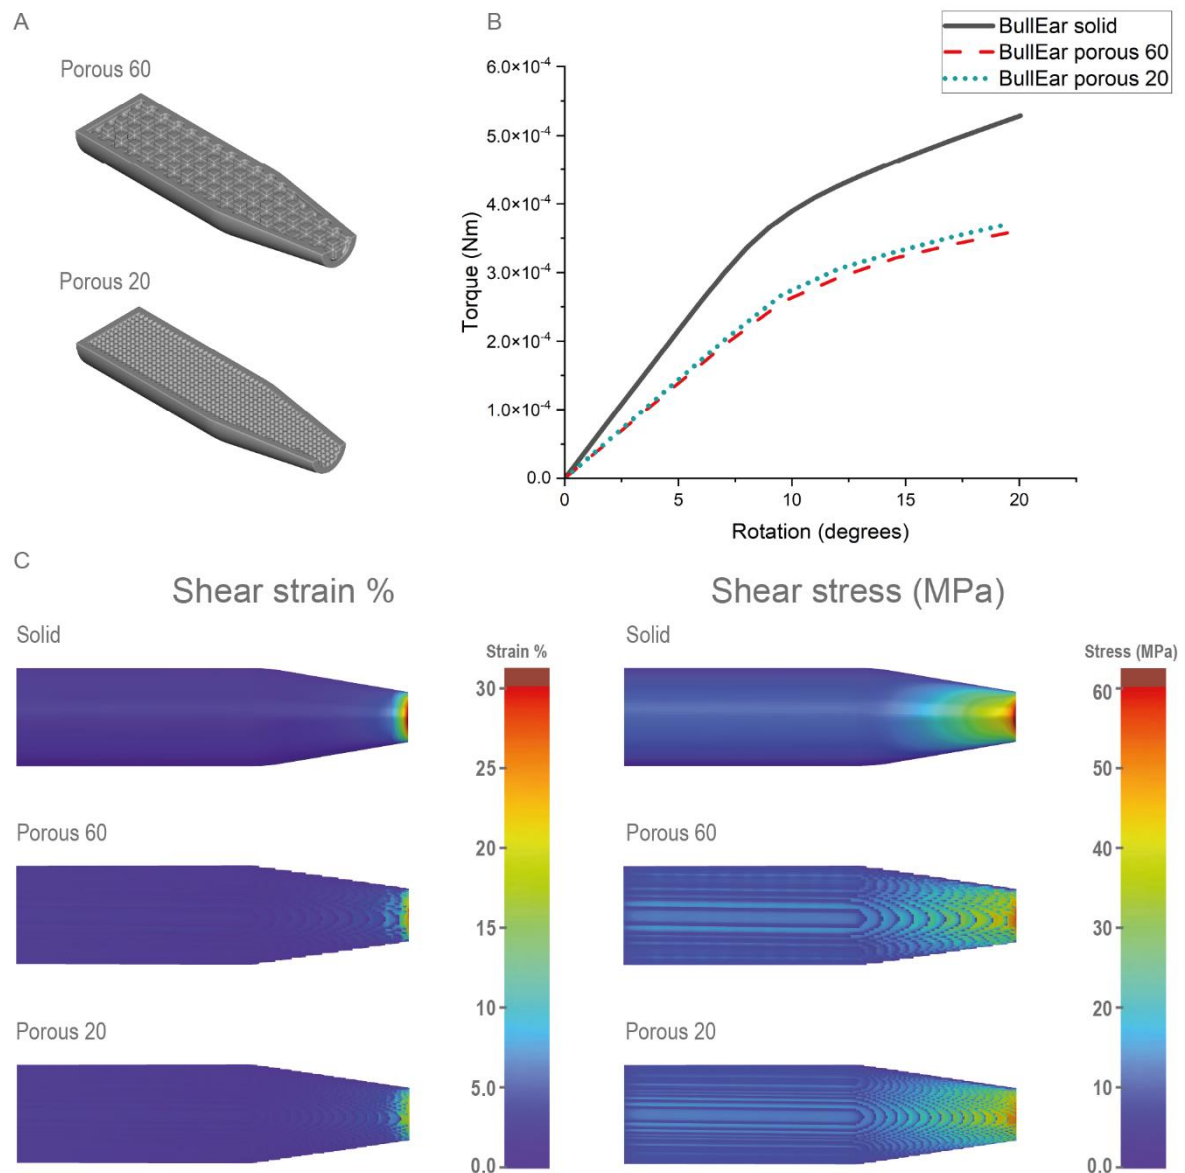 A
Porous 60
Porous 20
B
BullEar solid
BullEar porous 60
BullEar porous 20
6.0×10⁻⁴
5.0×10⁻⁴
4.0×10⁻⁴
3.0×10⁻⁴
2.0×10⁻⁴
1.0×10⁻⁴
0.0
Torque (Nm)
0 5 10 15 20
Rotation (degrees)
C
Shear strain %
Solid
Strain %
30
25
20
15
10
5.0
0.0
Porous 60
Porous 20
Shear stress (MPa)
Solid
Stress (MPa)
60
50
40
30
20
10
0.0
Porous 60
Porous 20